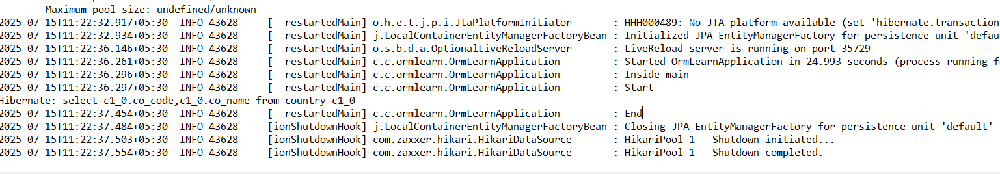 Maximum pool size: undefined/unknown
2025-07-15T11:22:32.917+05:30  INFO 43628 --- [  restartedMain] o.h.e.t.j.p.i.JtaPlatformInitiator       : HHH000489: No JTA platform available (set 'hibernate.transaction
2025-07-15T11:22:32.934+05:30  INFO 43628 --- [  restartedMain] j.LocalContainerEntityManagerFactoryBean : Initialized JPA EntityManagerFactory for persistence unit 'defau
2025-07-15T11:22:36.146+05:30  INFO 43628 --- [  restartedMain] o.s.b.d.a.OptionalLiveReloadServer       : LiveReload server is running on port 35729
2025-07-15T11:22:36.261+05:30  INFO 43628 --- [  restartedMain] c.c.ormlearn.OrmLearnApplication         : Started OrmLearnApplication in 24.993 seconds (process running fo
2025-07-15T11:22:36.296+05:30  INFO 43628 --- [  restartedMain] c.c.ormlearn.OrmLearnApplication         : Inside main
2025-07-15T11:22:36.297+05:30  INFO 43628 --- [  restartedMain] c.c.ormlearn.OrmLearnApplication         : Start
Hibernate: select c1_0.co_code,c1_0.co_name from country c1_0
2025-07-15T11:22:37.454+05:30  INFO 43628 --- [  restartedMain] c.c.ormlearn.OrmLearnApplication         : End
2025-07-15T11:22:37.484+05:30  INFO 43628 --- [ionShutdownHook] j.LocalContainerEntityManagerFactoryBean : Closing JPA EntityManagerFactory for persistence unit 'default'
2025-07-15T11:22:37.503+05:30  INFO 43628 --- [ionShutdownHook] com.zaxxer.hikari.HikariDataSource       : HikariPool-1 - Shutdown initiated...
2025-07-15T11:22:37.554+05:30  INFO 43628 --- [ionShutdownHook] com.zaxxer.hikari.HikariDataSource       : HikariPool-1 - Shutdown completed.